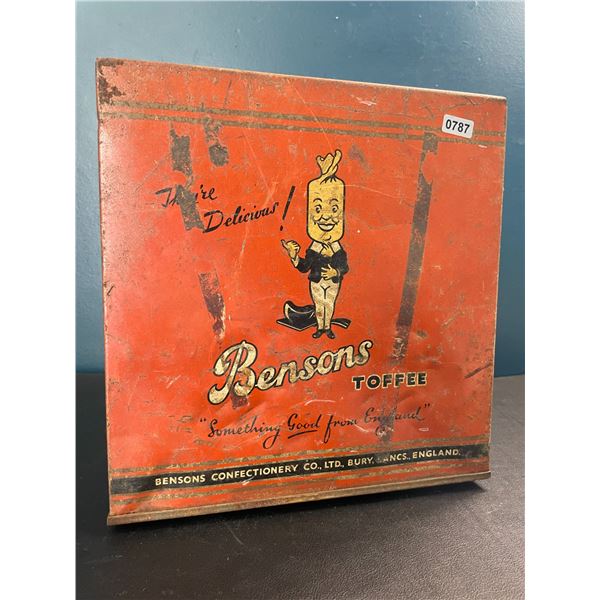 0787
They're
Delicious!
Bensons
TOFFEE
"Something Good from England"
BENSONS CONFECTIONERY CO., LTD., BURY, LANCS., ENGLAND.